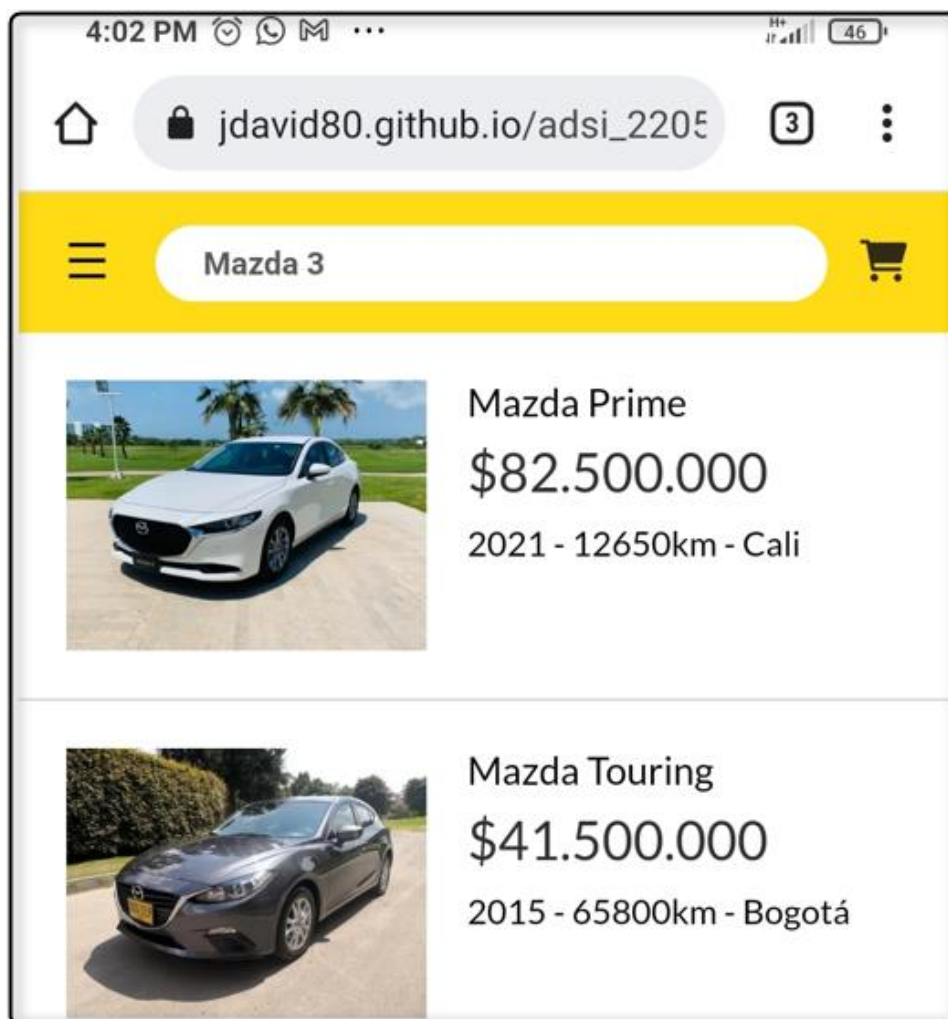 4:02 PM ...
H+
46
jdavid80.github.io/adsi_2205
3
Mazda 3
Mazda Prime
$82.500.000
2021 - 12650km - Cali
Mazda Touring
$41.500.000
2015 - 65800km - Bogotá